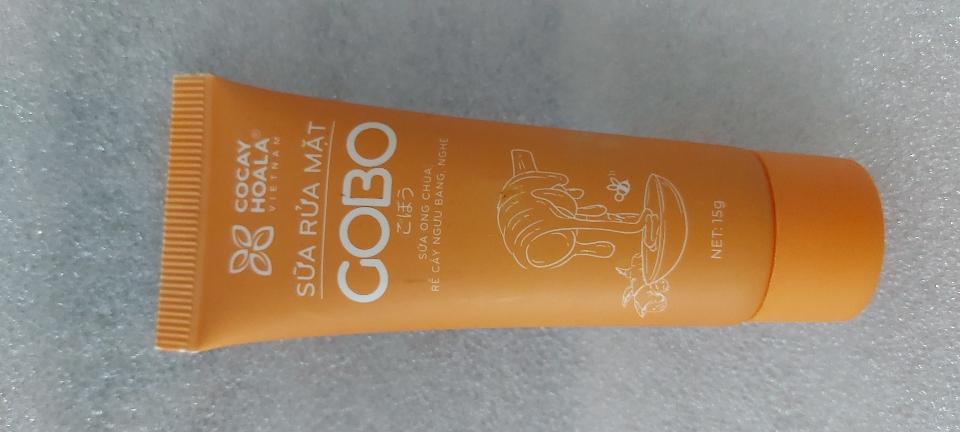 COCAY
HOALA®
VIETNAM
SỮA RỬA MẶT
GOBO
ごぼう
SỮA ONG CHÚA,
RỄ CÂY NGƯU BÀNG, NGHỆ
NET: 15g